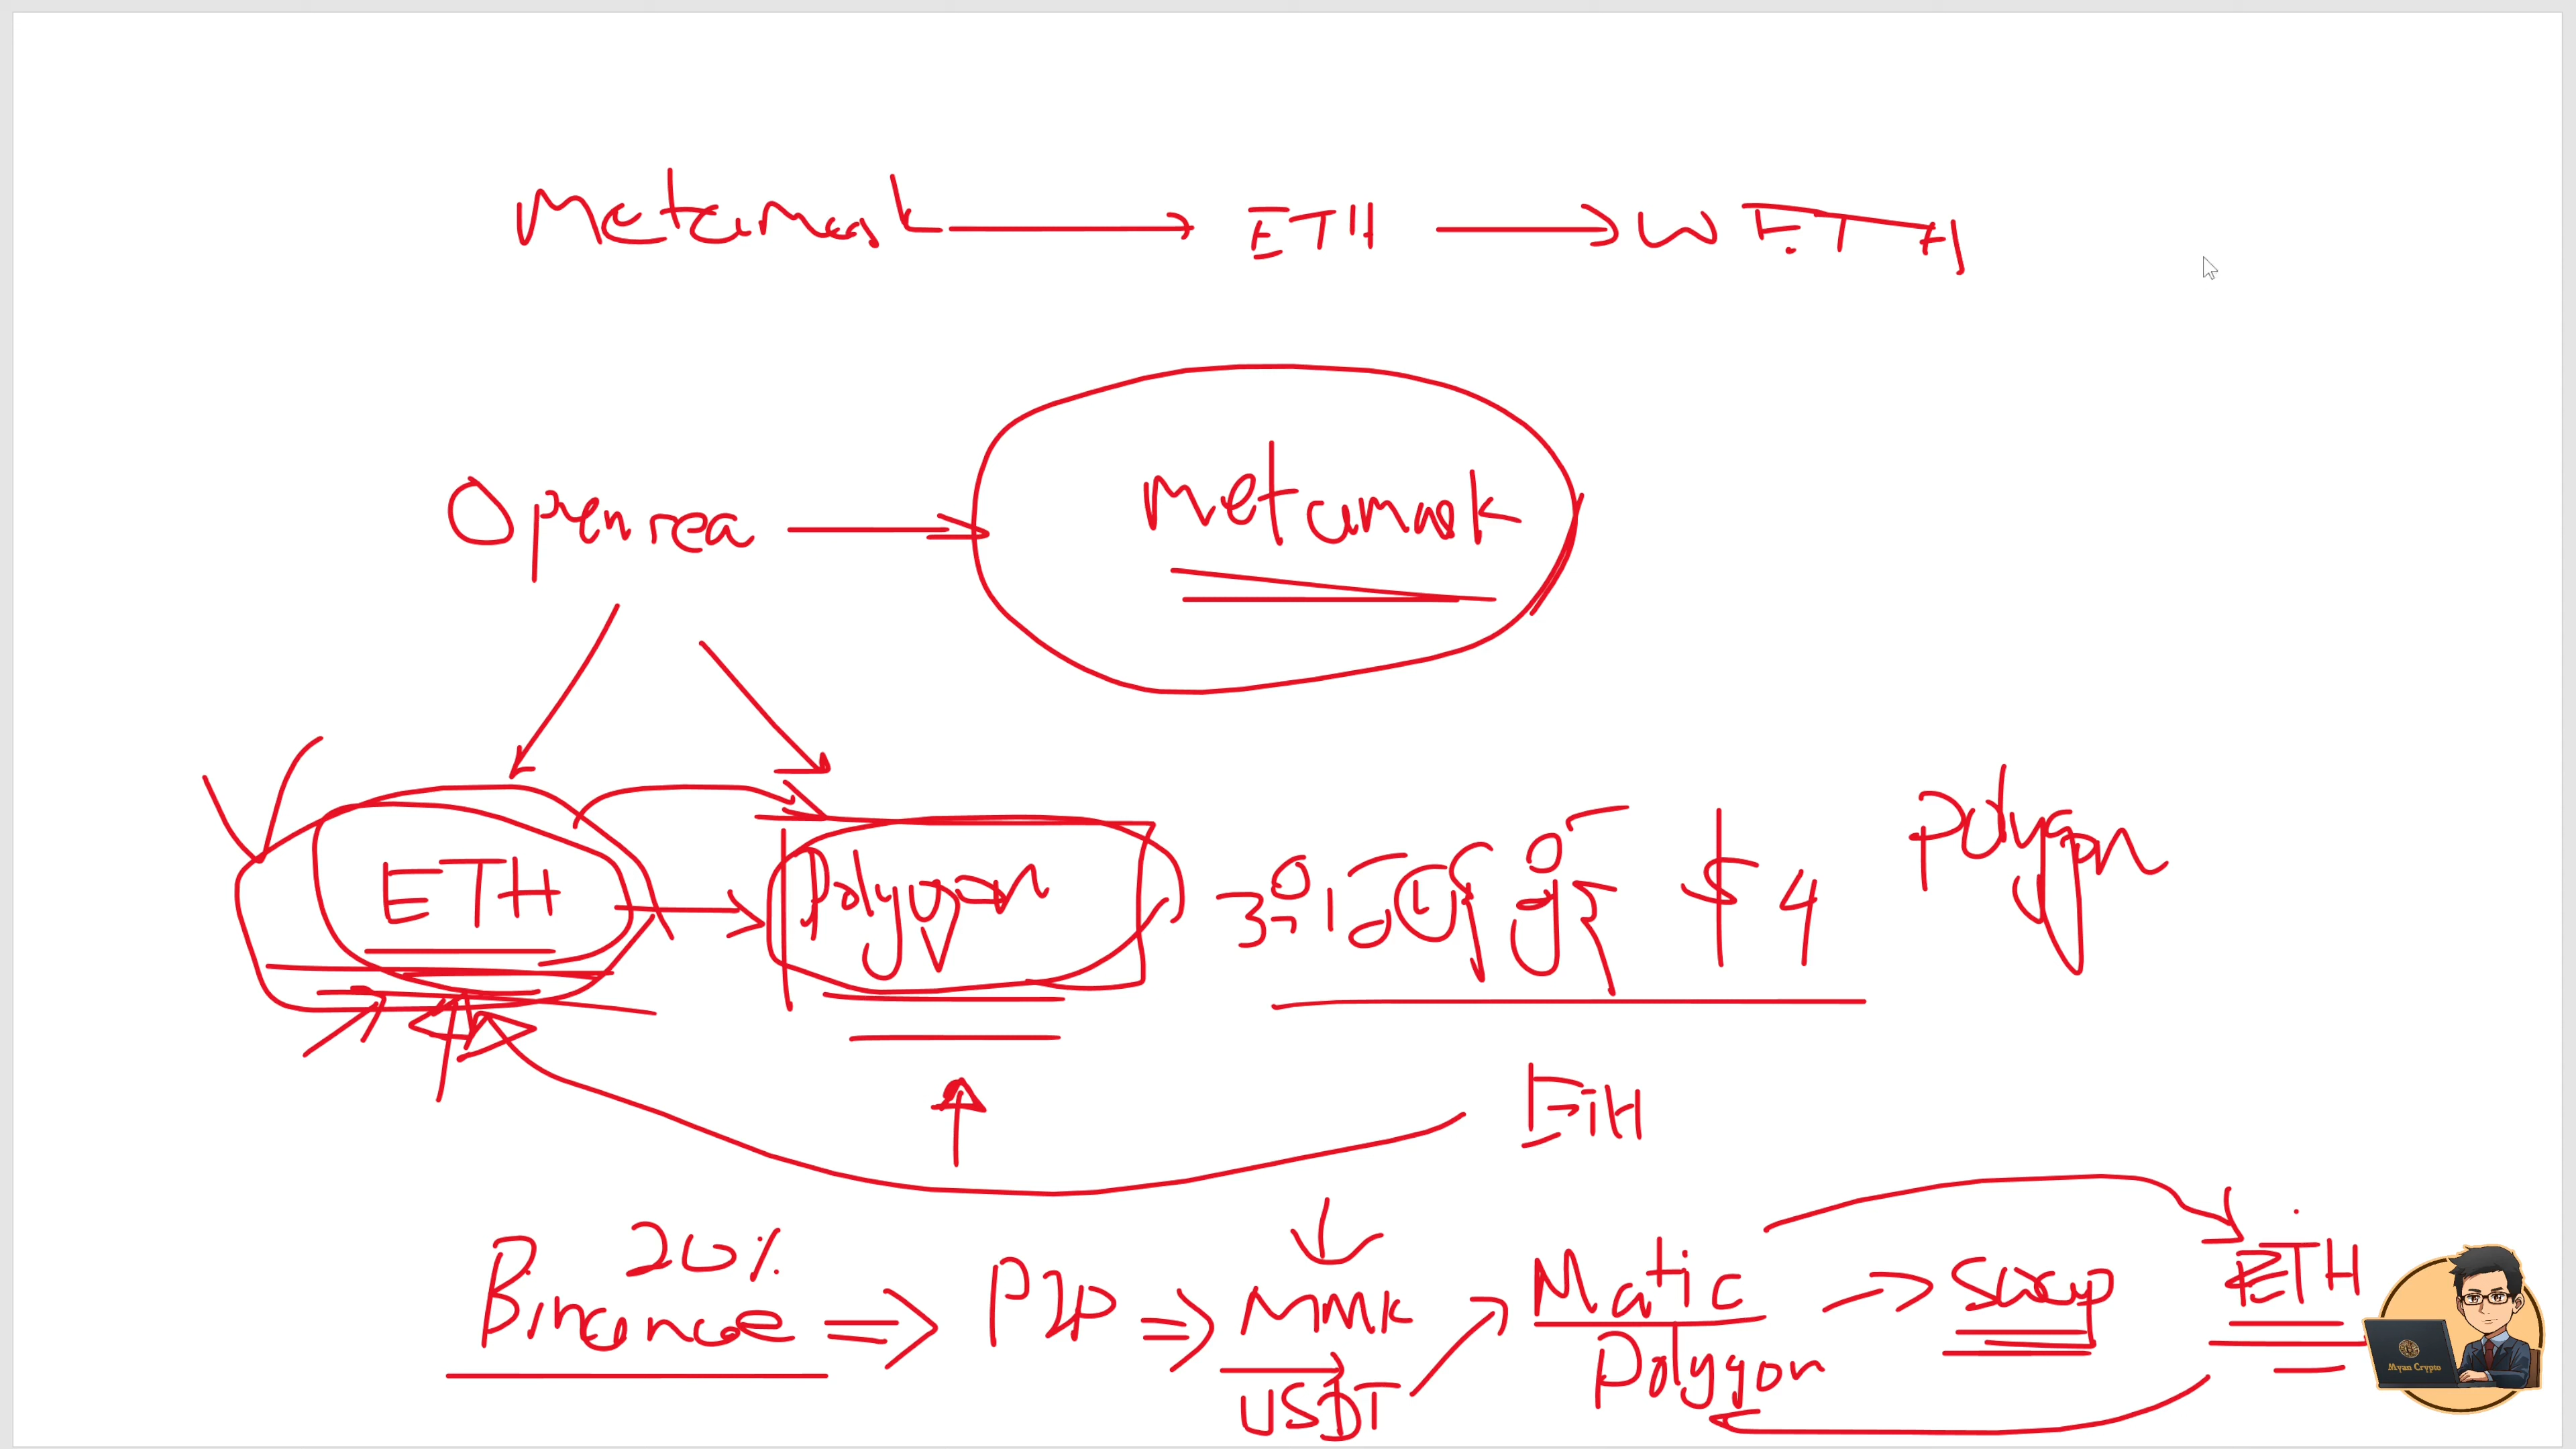 Metamask → ETH → WETH
Opensea → Metamask
ETH → Polygon $4 Polygon
ETH
20%
Binance ⇒ P2P ⇒ MMK Matic → Swap ETH
USDT Polygon
Myan Crypto